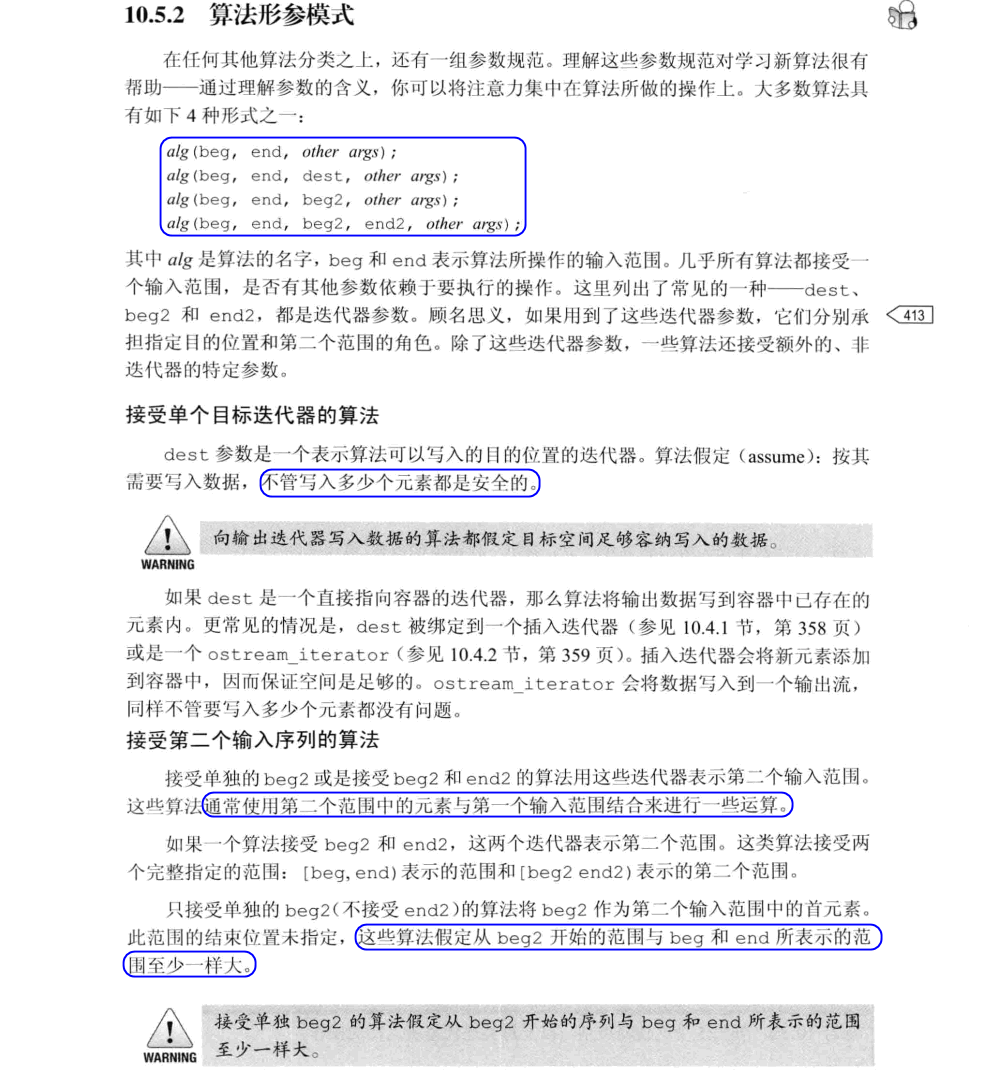 10.5.2 算法形参模式
在任何其他算法分类之上，还有一组参数规范。理解这些参数规范对学习新算法很有
帮助——通过理解参数的含义，你可以将注意力集中在算法所做的操作上。大多数算法具
有如下 4 种形式之一：
alg(beg, end, other args);
alg(beg, end, dest, other args);
alg(beg, end, beg2, other args);
alg(beg, end, beg2, end2, other args);
其中 alg 是算法的名字，beg 和 end 表示算法所操作的输入范围。几乎所有算法都接受一
个输入范围，是否有其他参数依赖于要执行的操作。这里列出了常见的一种——dest、
beg2 和 end2，都是迭代器参数。顾名思义，如果用到了这些迭代器参数，它们分别承
413
担指定目的位置和第二个范围的角色。除了这些迭代器参数，一些算法还接受额外的、非
迭代器的特定参数。
接受单个目标迭代器的算法
dest 参数是一个表示算法可以写入的目的位置的迭代器。算法假定（assume）：按其
需要写入数据，不管写入多少个元素都是安全的。
WARNING
向输出迭代器写入数据的算法都假定目标空间足够容纳写入的数据。
如果 dest 是一个直接指向容器的迭代器，那么算法将输出数据写到容器中已存在的
元素内。更常见的情况是，dest 被绑定到一个插入迭代器（参见 10.4.1 节，第 358 页）
或是一个 ostream_iterator（参见 10.4.2 节，第 359 页）。插入迭代器会将新元素添加
到容器中，因而保证空间是足够的。ostream_iterator 会将数据写入到一个输出流，
同样不管要写入多少个元素都没有问题。
接受第二个输入序列的算法
接受单独的 beg2 或是接受 beg2 和 end2 的算法用这些迭代器表示第二个输入范围。
这些算法通常使用第二个范围中的元素与第一个输入范围结合来进行一些运算。
如果一个算法接受 beg2 和 end2，这两个迭代器表示第二个范围。这类算法接受两
个完整指定的范围：[beg, end)表示的范围和[beg2 end2)表示的第二个范围。
只接受单独的 beg2(不接受 end2)的算法将 beg2 作为第二个输入范围中的首元素。
此范围的结束位置未指定，这些算法假定从 beg2 开始的范围与 beg 和 end 所表示的范
围至少一样大。
WARNING
接受单独 beg2 的算法假定从 beg2 开始的序列与 beg 和 end 所表示的范围
至少一样大。